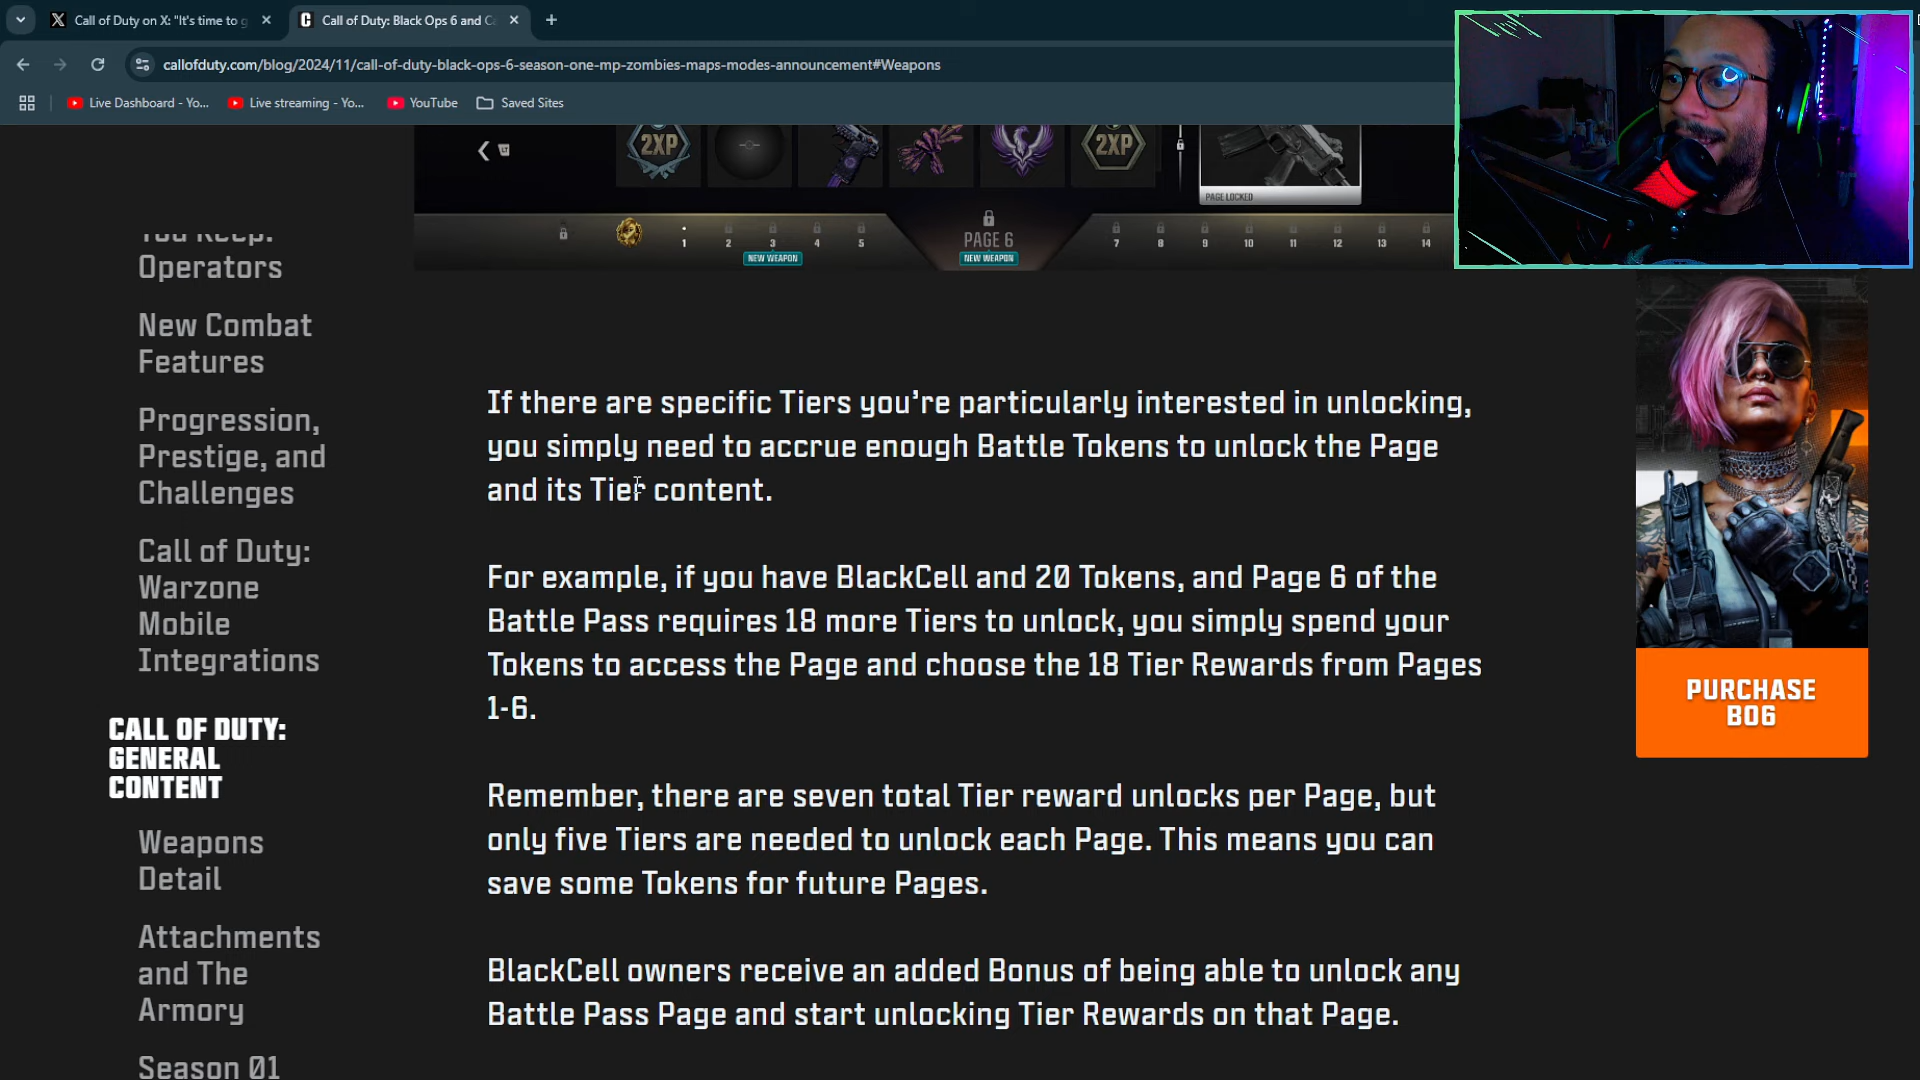 Call of Duty on X: "It's time to g
Call of Duty: Black Ops 6 and C
callofduty.com/blog/2024/11/call-of-duty-black-ops-6-season-one-mp-zombies-maps-modes-announcement#Weapons
Live Dashboard - Yo...
Live streaming - Yo...
YouTube
Saved Sites
LT
2XP
2XP
PAGE LOCKED
1 2 3 4 5 PAGE 6 7 8 9 10 11 12 13 14
NEW WEAPON
NEW WEAPON
You Keep:
Operators
New Combat
Features
Progression,
Prestige, and
Challenges
Call of Duty:
Warzone
Mobile
Integrations
CALL OF DUTY:
GENERAL
CONTENT
Weapons
Detail
Attachments
and The
Armory
Season 01
If there are specific Tiers you're particularly interested in unlocking,
you simply need to accrue enough Battle Tokens to unlock the Page
and its Tier content.
For example, if you have BlackCell and 20 Tokens, and Page 6 of the
Battle Pass requires 18 more Tiers to unlock, you simply spend your
Tokens to access the Page and choose the 18 Tier Rewards from Pages
1-6.
Remember, there are seven total Tier reward unlocks per Page, but
only five Tiers are needed to unlock each Page. This means you can
save some Tokens for future Pages.
BlackCell owners receive an added Bonus of being able to unlock any
Battle Pass Page and start unlocking Tier Rewards on that Page.
PURCHASE
BO6